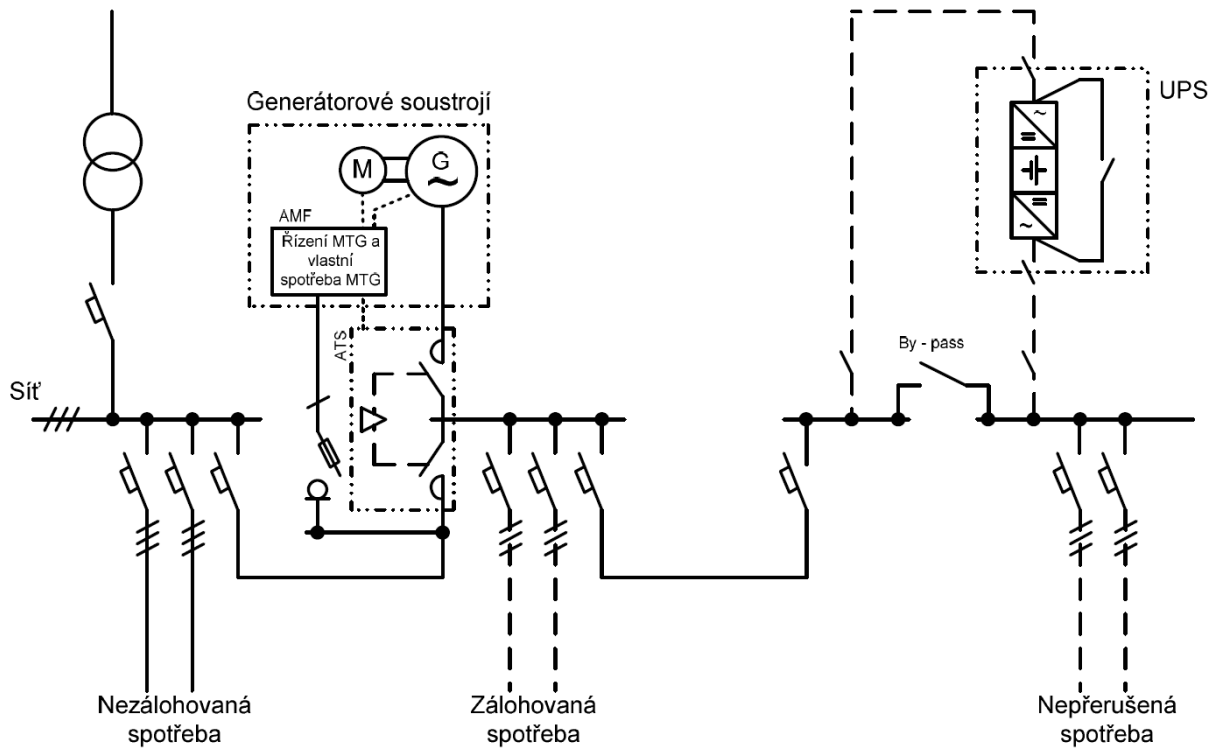 Generátorové soustrojí
UPS
M
G
AMF
Řízení MTG a
vlastní
spotřeba MTG
ATS
By - pass
Síť
Nezálohovaná
spotřeba
Zálohovaná
spotřeba
Nepřerušená
spotřeba